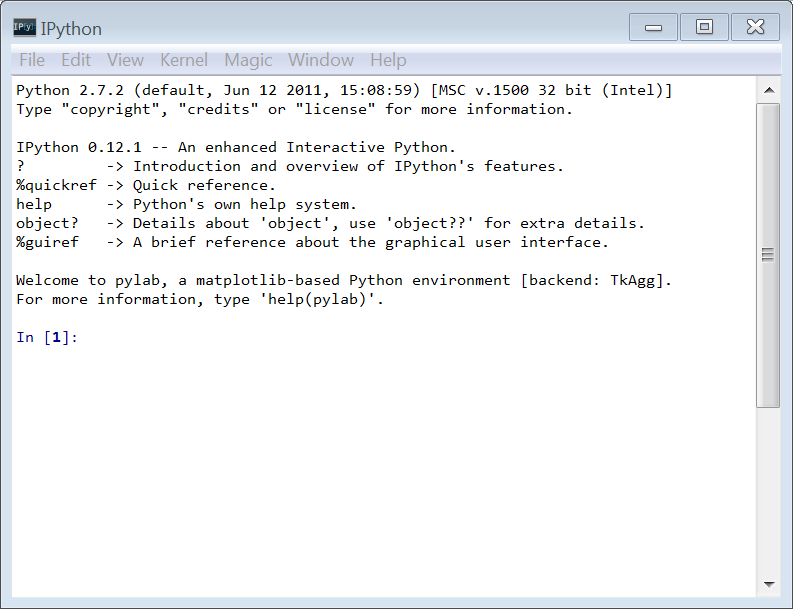 IPy IPython
File Edit View Kernel Magic Window Help
Python 2.7.2 (default, Jun 12 2011, 15:08:59) [MSC v.1500 32 bit (Intel)]
Type "copyright", "credits" or "license" for more information.
IPython 0.12.1 -- An enhanced Interactive Python.
?         -> Introduction and overview of IPython's features.
%quickref -> Quick reference.
help      -> Python's own help system.
object?   -> Details about 'object', use 'object??' for extra details.
%guiref   -> A brief reference about the graphical user interface.
Welcome to pylab, a matplotlib-based Python environment [backend: TkAgg].
For more information, type 'help(pylab)'.
In [1]: